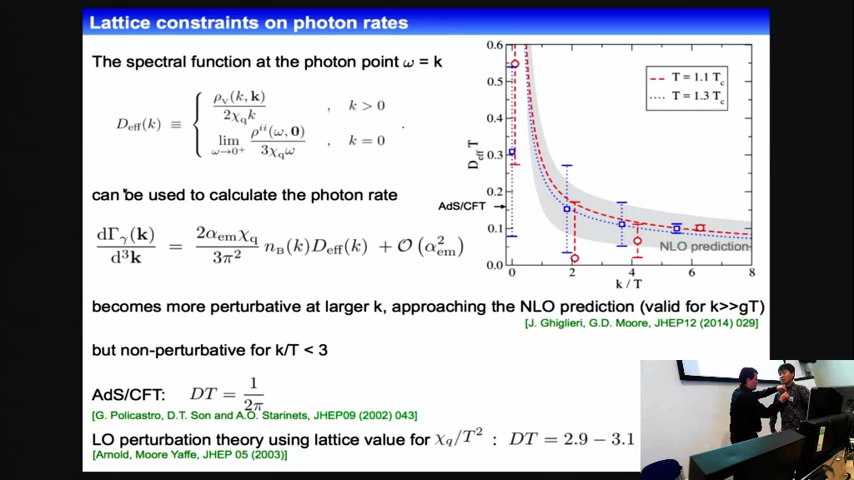 Lattice constraints on photon rates
The spectral function at the photon point ω = k
D_eff(k) ≡ { ρ_V(k, k) / 2χ_q k , k > 0
lim_{ω→0⁺} ρ^{ii}(ω, 0) / 3χ_q ω , k = 0 .
can be used to calculate the photon rate
dΓ_γ(k) / d³k = 2α_em χ_q / 3π² n_B(k) D_eff(k) + O(α²_em)
0.6
0.5
0.4
0.3
0.2
0.1
0.0
D_eff T
T = 1.1 T_c
T = 1.3 T_c
AdS/CFT
NLO prediction
0 2 4 6 8
k / T
becomes more perturbative at larger k, approaching the NLO prediction (valid for k>>gT)
[J. Ghiglieri, G.D. Moore, JHEP12 (2014) 029]
but non-perturbative for k/T < 3
AdS/CFT: DT = 1 / 2π
[G. Policastro, D.T. Son and A.O. Starinets, JHEP09 (2002) 043]
LO perturbation theory using lattice value for χ_q/T² : DT = 2.9 − 3.1
[Arnold, Moore Yaffe, JHEP 05 (2003)]